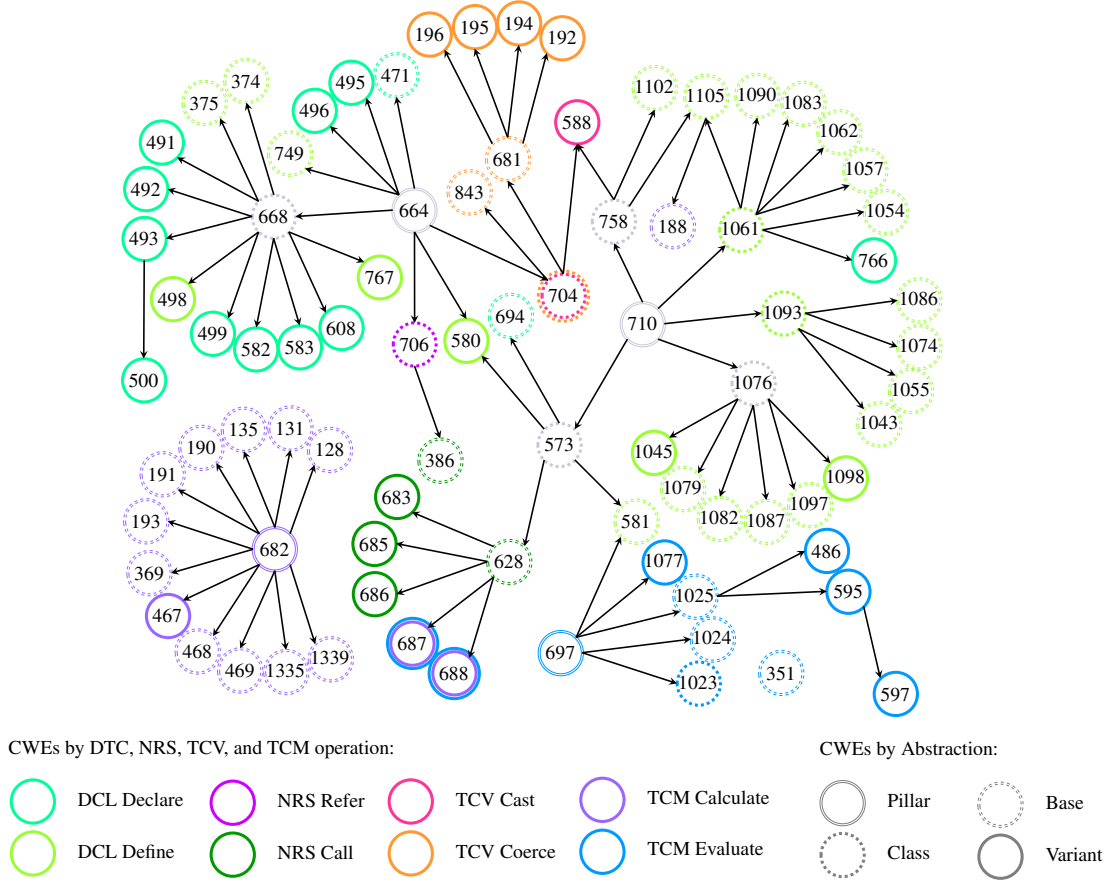 196 195 194 192
374 375 495 471 496
1102 1105 1090 1083
588 1062
491 749 681 1057
492 843 1054
668 664 758 188 1061
493 766
767
498 704 1086
499 608 694 710 1093
582 583 706 580 1074
500 1076 1055
1043
135 131 573
190 128 386 1045
191 683 1079 1098
193 1082 1087 1097
581
682 685 628 486
369 1077
686 1025 595
467
468 687 697 1024
469 1335 1339 688 1023 351
597
CWEs by DTC, NRS, TCV, and TCM operation: CWEs by Abstraction:
DCL Declare NRS Refer TCV Cast TCM Calculate Pillar Base
DCL Define NRS Call TCV Coerce TCM Evaluate Class Variant